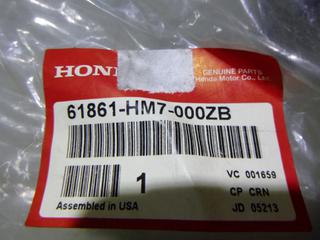 HON
GENUINE PARTS
Honda Motor Co., Ltd.
61861-HM7-000ZB
1
VC 001659
CP CRN
Assembled in USA
JD 05213